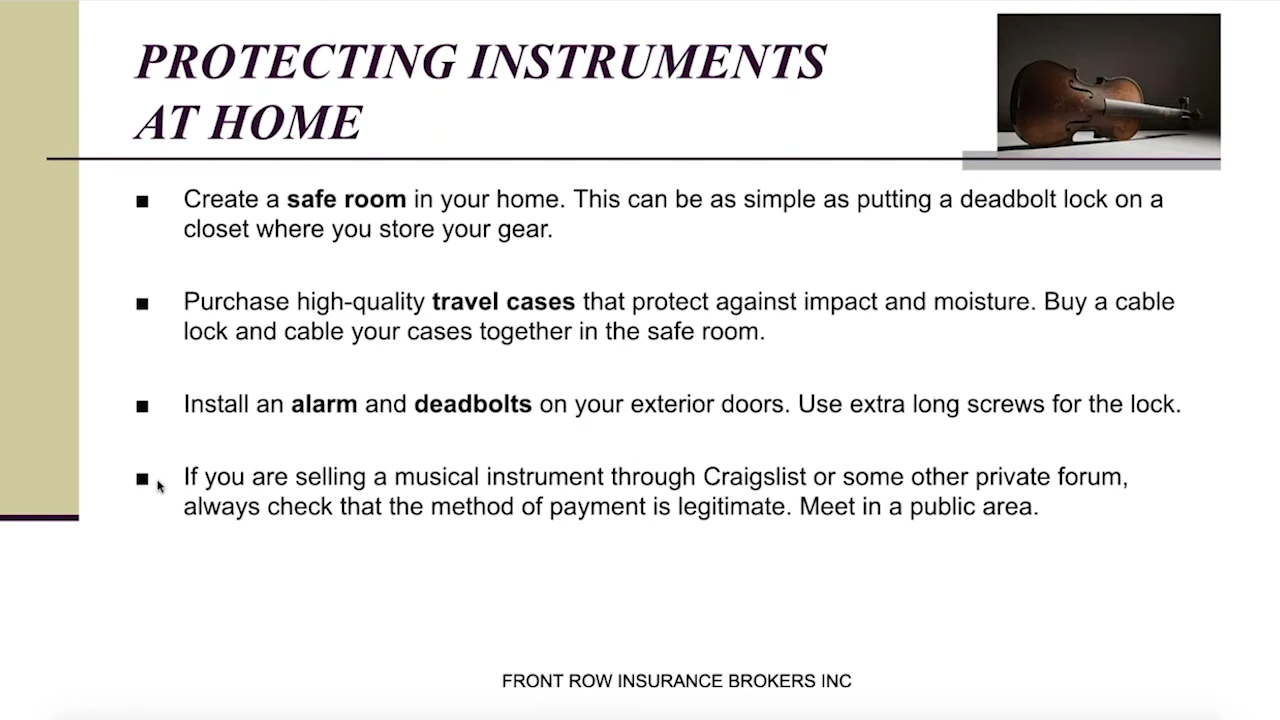 PROTECTING INSTRUMENTS
AT HOME
■ Create a safe room in your home. This can be as simple as putting a deadbolt lock on a
closet where you store your gear.
■ Purchase high-quality travel cases that protect against impact and moisture. Buy a cable
lock and cable your cases together in the safe room.
■ Install an alarm and deadbolts on your exterior doors. Use extra long screws for the lock.
■ If you are selling a musical instrument through Craigslist or some other private forum,
always check that the method of payment is legitimate. Meet in a public area.
FRONT ROW INSURANCE BROKERS INC